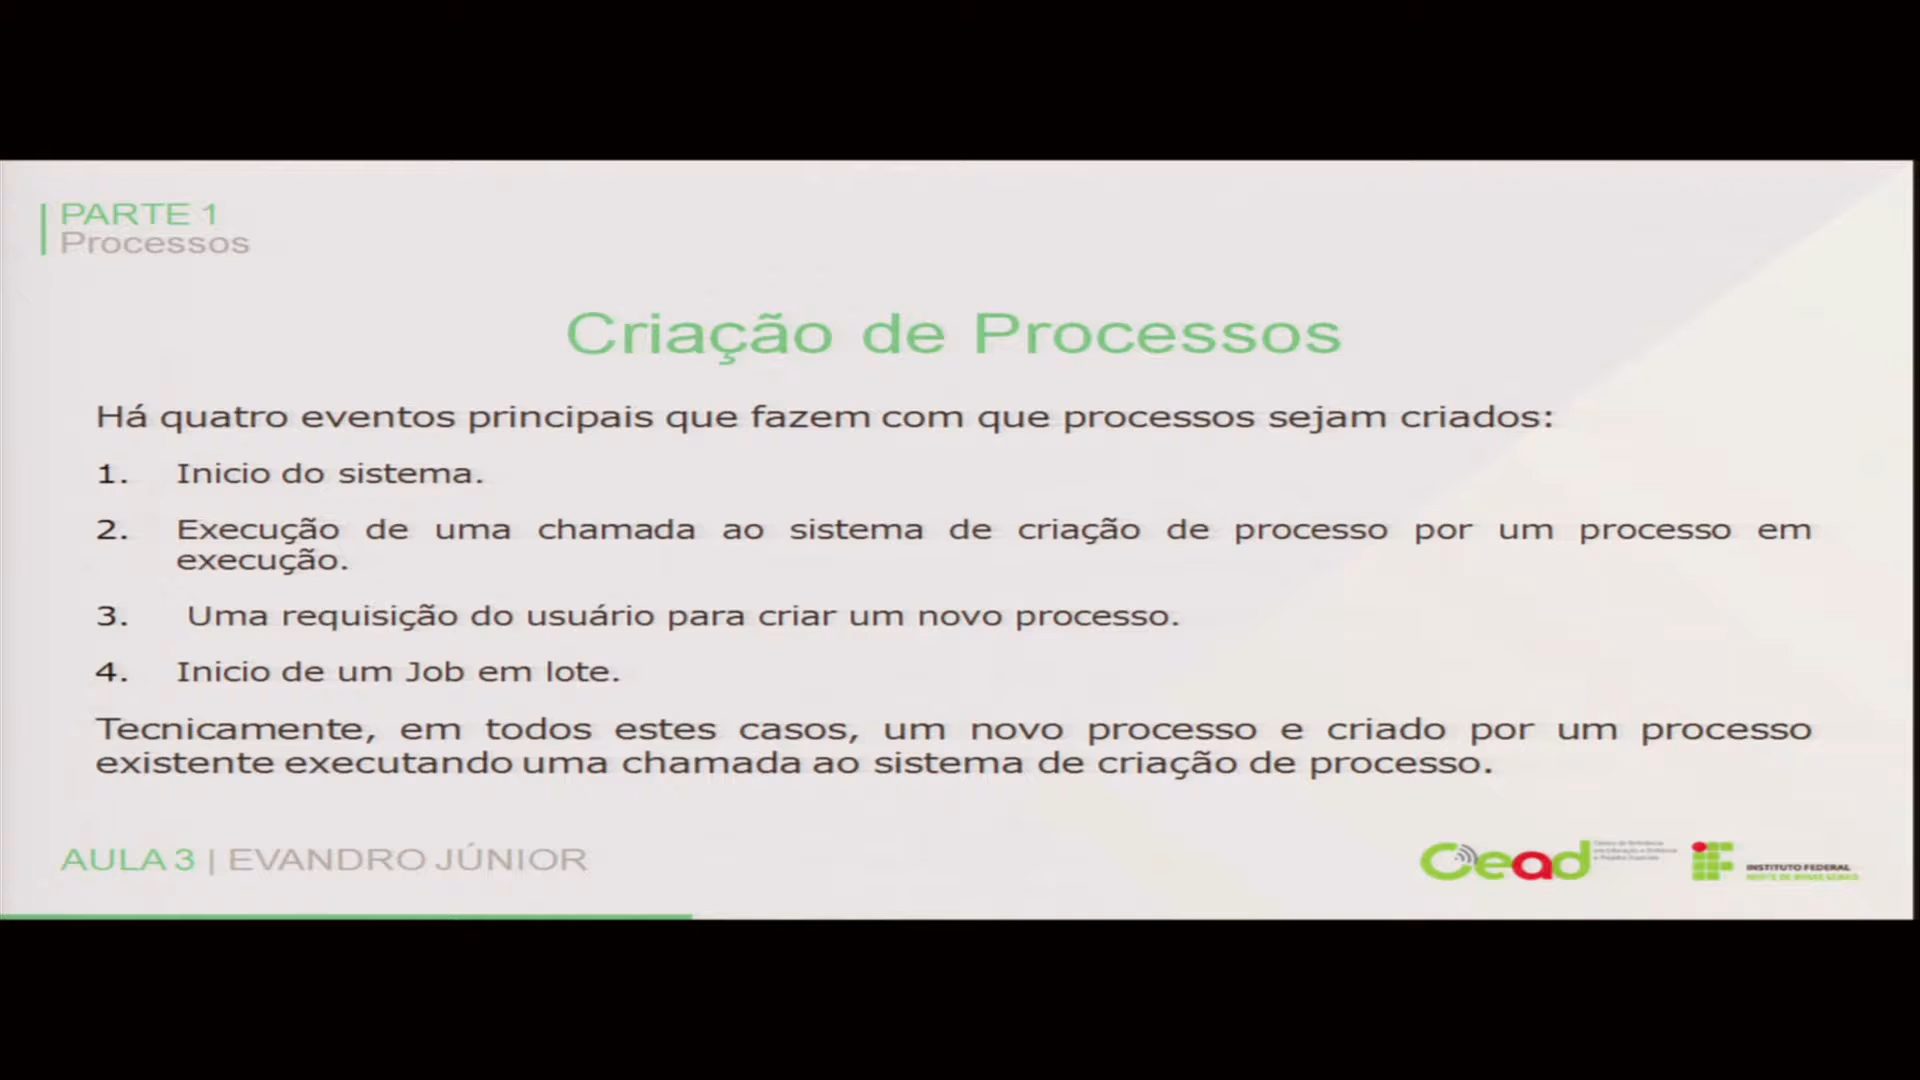 PARTE 1
Processos
Criação de Processos
Há quatro eventos principais que fazem com que processos sejam criados:
1. Inicio do sistema.
2. Execução de uma chamada ao sistema de criação de processo por um processo em
execução.
3. Uma requisição do usuário para criar um novo processo.
4. Inicio de um Job em lote.
Tecnicamente, em todos estes casos, um novo processo e criado por um processo
existente executando uma chamada ao sistema de criação de processo.
AULA 3 | EVANDRO JÚNIOR
Cead
INSTITUTO FEDERAL